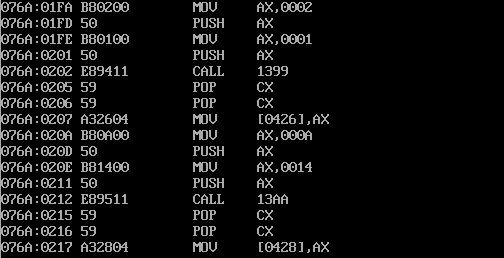 076A:01FA B80200 MOV AX,0002
076A:01FD 50 PUSH AX
076A:01FE B80100 MOV AX,0001
076A:0201 50 PUSH AX
076A:0202 E89411 CALL 1399
076A:0205 59 POP CX
076A:0206 59 POP CX
076A:0207 A32604 MOV [0426],AX
076A:020A B80A00 MOV AX,000A
076A:020D 50 PUSH AX
076A:020E B81400 MOV AX,0014
076A:0211 50 PUSH AX
076A:0212 E89511 CALL 13AA
076A:0215 59 POP CX
076A:0216 59 POP CX
076A:0217 A32804 MOV [0428],AX